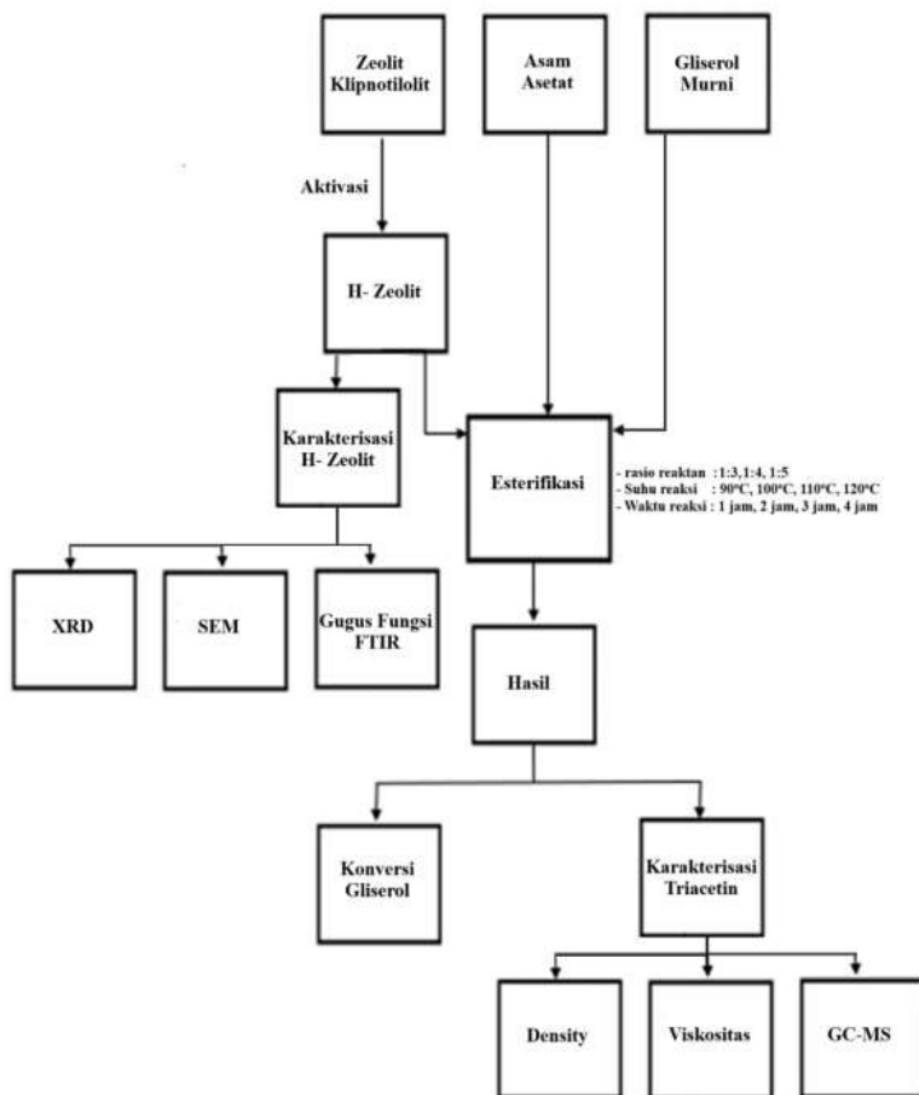 Zeolit
Klipnotilolit
Asam
Asetat
Gliserol
Murni
Aktivasi
H- Zeolit
Karakterisasi
H- Zeolit
Esterifikasi
- rasio reaktan : 1:3,1:4, 1:5
- Suhu reaksi : 90°C, 100°C, 110°C, 120°C
- Waktu reaksi : 1 jam, 2 jam, 3 jam, 4 jam
XRD
SEM
Gugus Fungsi
FTIR
Hasil
Konversi
Gliserol
Karakterisasi
Triacetin
Density
Viskositas
GC-MS